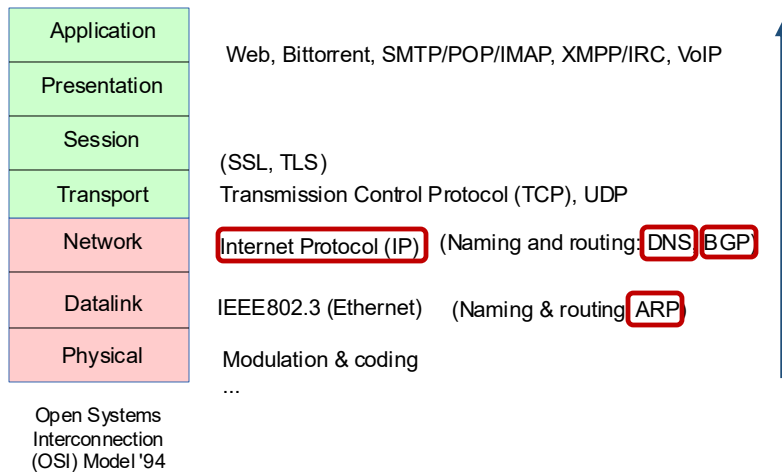 Application
Web, Bittorrent, SMTP/POP/IMAP, XMPP/IRC, VoIP
Presentation
Session
(SSL, TLS)
Transport Transmission Control Protocol (TCP), UDP
Network Internet Protocol (IP) (Naming and routing: DNS, BGP)
Datalink IEEE802.3 (Ethernet) (Naming & routing ARP)
Physical Modulation & coding
...
Open Systems
Interconnection
(OSI) Model '94